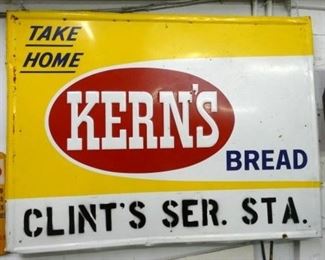 TAKE
HOME
KERN'S
BREAD
CLINT'S SER. STA.